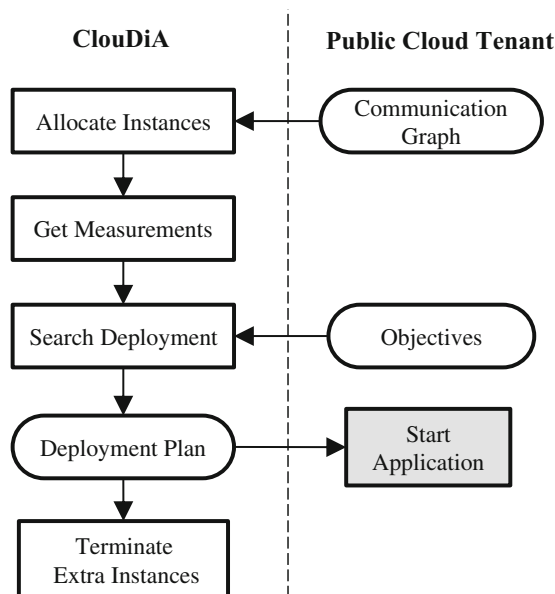 ClouDiA
Public Cloud Tenant
Allocate Instances
Communication
Graph
Get Measurements
Search Deployment
Objectives
Deployment Plan
Start
Application
Terminate
Extra Instances